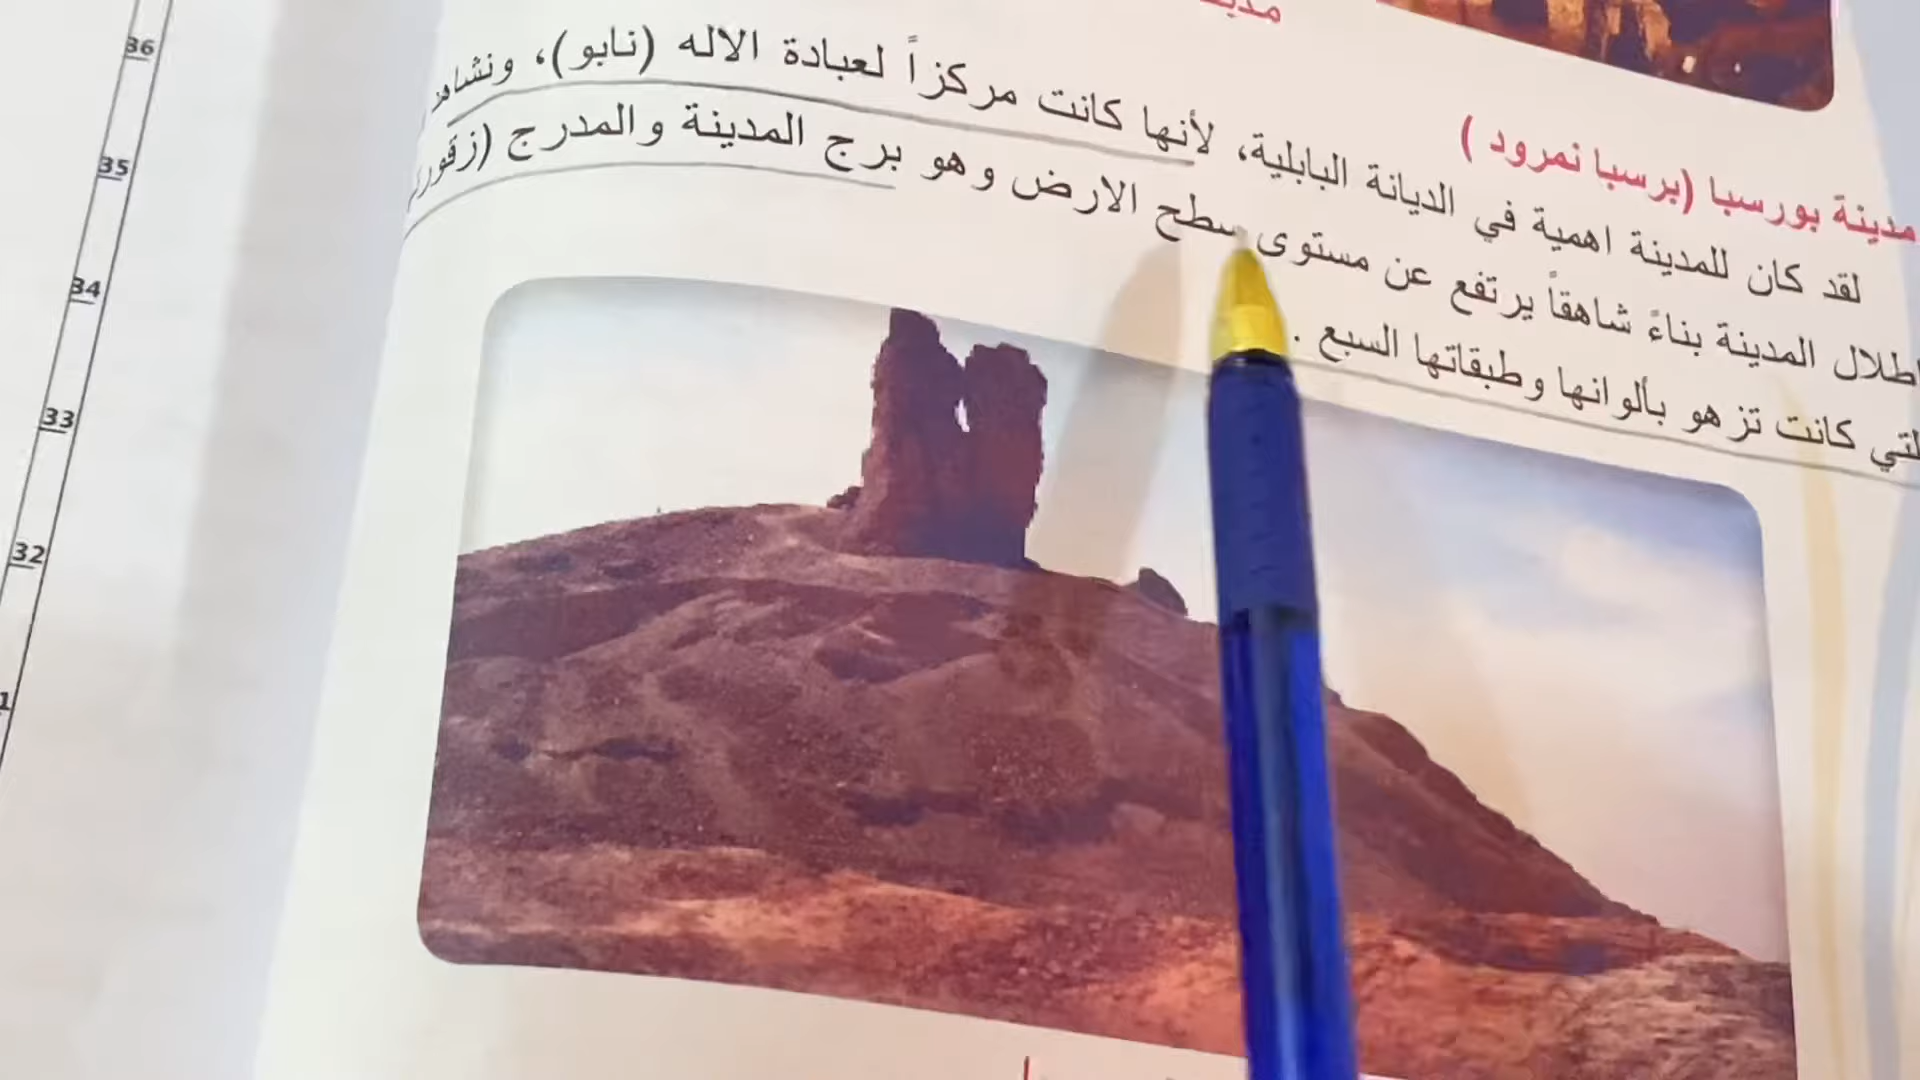 مدينة بورسبا (برسبا نمرود )
لقد كان للمدينة اهمية في الديانة البابلية، لأنها كانت مركزاً لعبادة الاله (نابو)، ونشاهد
اطلال المدينة بناءً شاهقاً يرتفع عن مستوى سطح الارض وهو برج المدينة والمدرج
لتي كانت تزهو بألوانها وطبقاتها السبع .
36
35
34
33
32